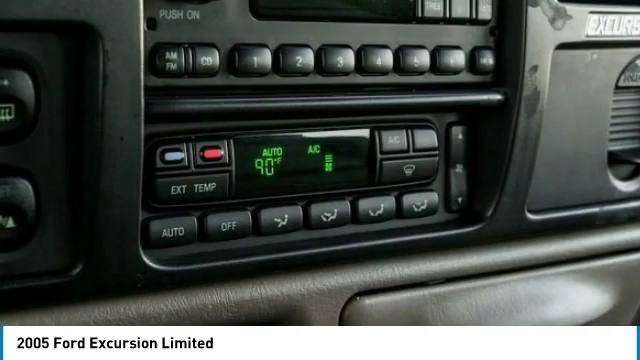 PUSH ON
EXCURS
AM
FM
CD
1
2
3
4
5
AUTO
A/C
90°F
A/C
EXT TEMP
AUTO
OFF
2005 Ford Excursion Limited